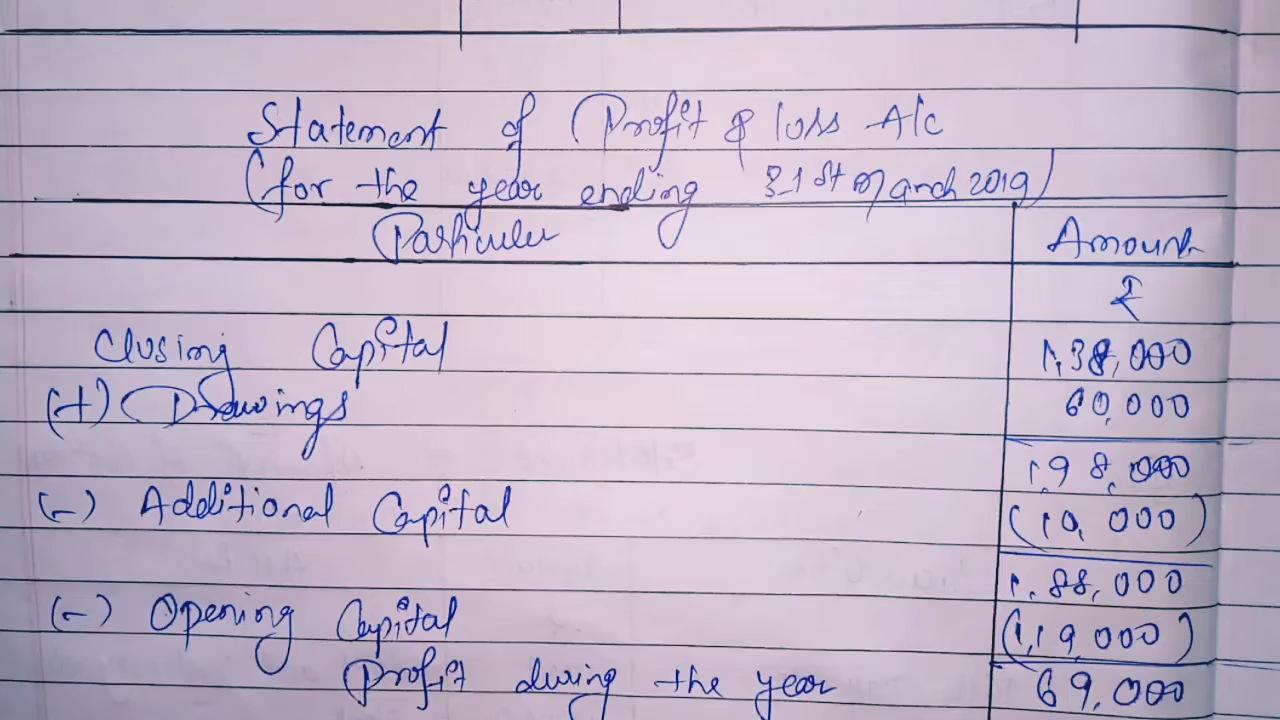 Statement of Profit & loss A/c
(for the year ending 31st March 2019)
Particular Amount
₹
Closing Capital 1,38,000
(+) Drawings 60,000
1,98,000
(-) Additional Capital (10,000)
1,88,000
(-) Opening Capital (1,19,000)
Profit during the year 69,000